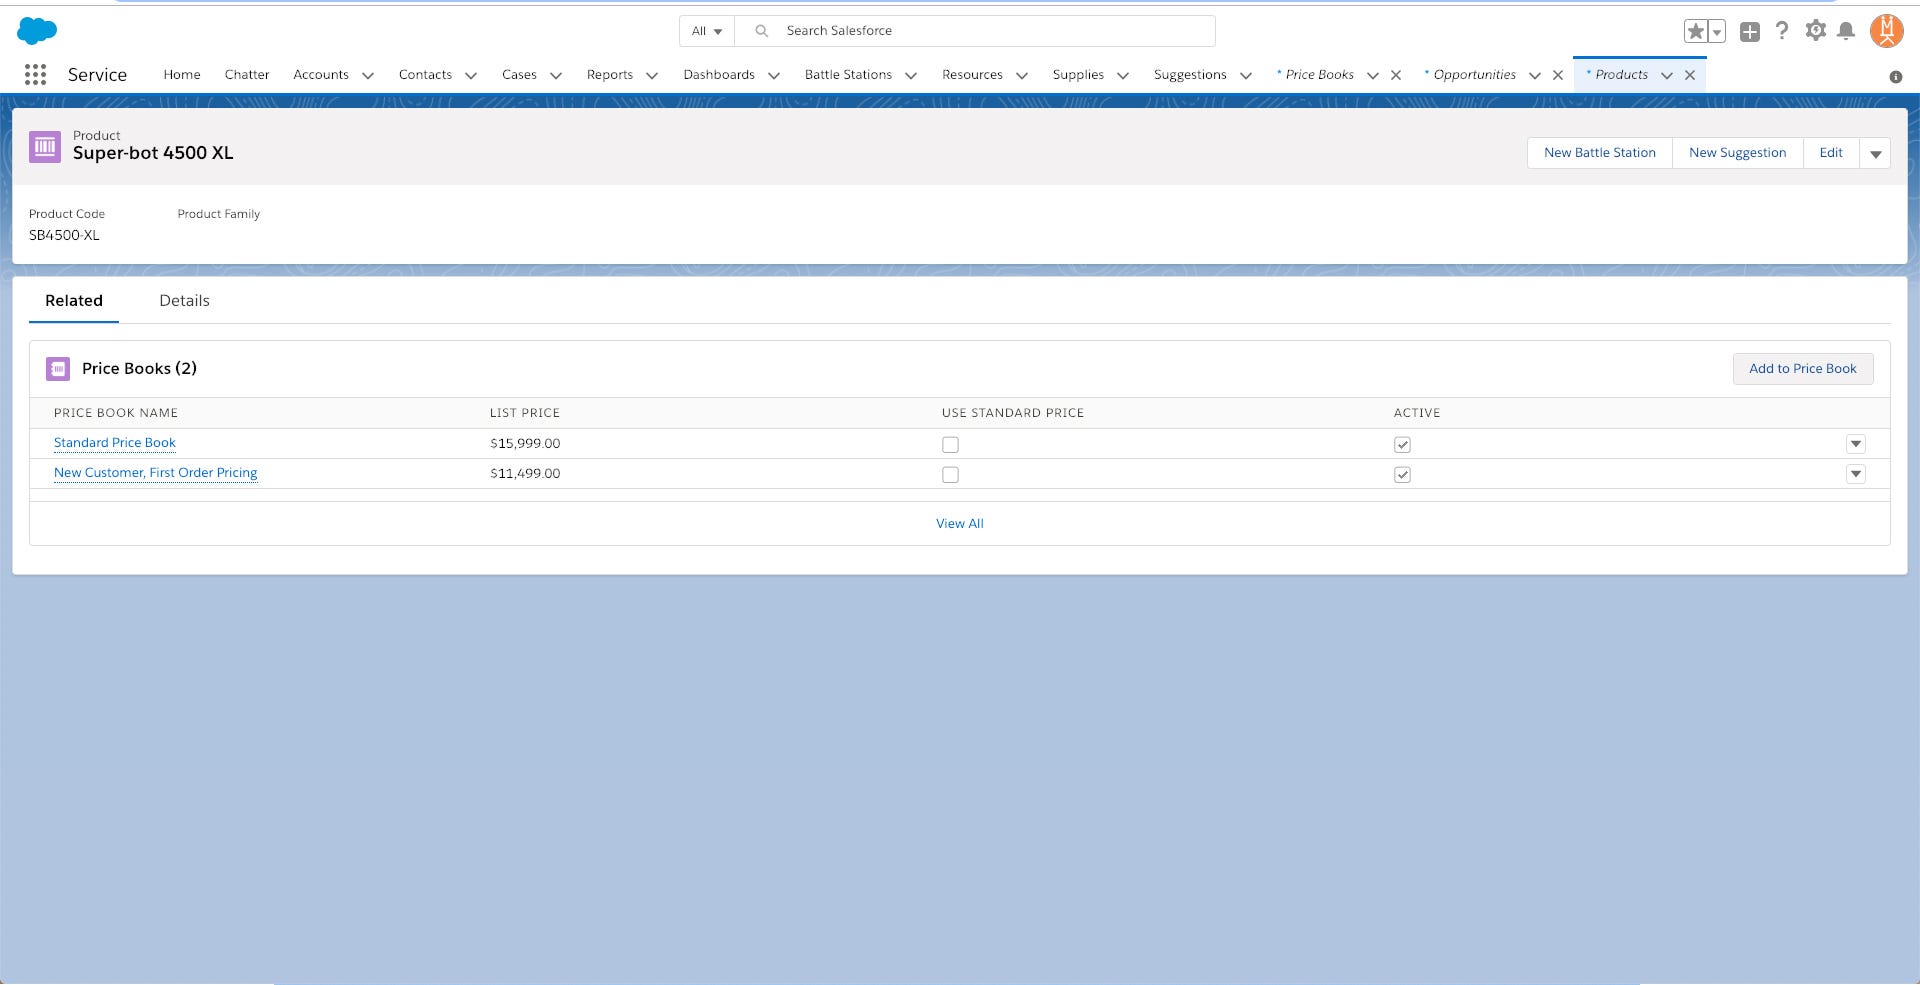 All
Search Salesforce
Service
Home
Chatter
Accounts
Contacts
Cases
Reports
Dashboards
Battle Stations
Resources
Supplies
Suggestions
* Price Books
* Opportunities
* Products
Product
Super-bot 4500 XL
New Battle Station
New Suggestion
Edit
Product Code
Product Family
SB4500-XL
Related
Details
Price Books (2)
Add to Price Book
PRICE BOOK NAME
LIST PRICE
USE STANDARD PRICE
ACTIVE
Standard Price Book
$15,999.00
New Customer, First Order Pricing
$11,499.00
View All